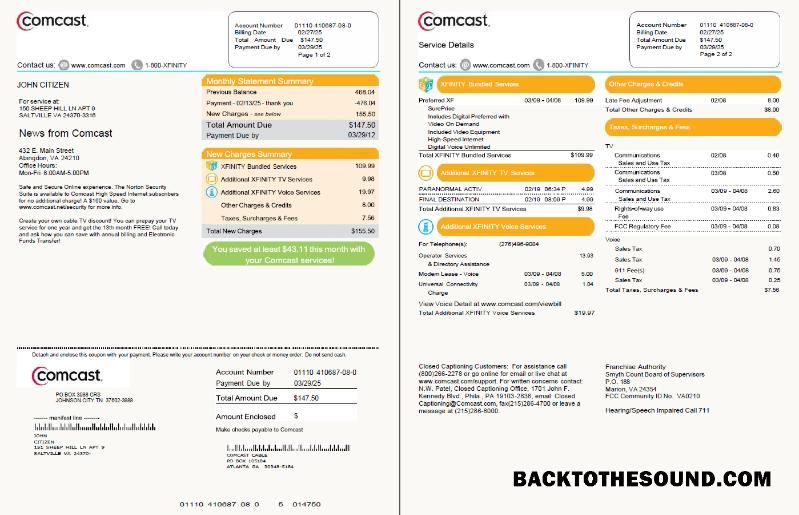 comcast.
Account Number 01110 410687-08-0
Billing Date 02/27/25
Total Amount Due $147.50
Payment Due by 03/29/25
Page 1 of 2
Contact us: www.comcast.com 1-800-XFINITY
JOHN CITIZEN
For service at:
150 SHEEP HILL LN APT 9
SALTVILLE VA 24370-3316
News from Comcast
432 E. Main Street
Abingdon, VA 24210
Office Hours:
Mon-Fri 8:00AM-5:00PM
Safe and Secure Online experience. The Norton Security
Suite is available to Comcast High Speed Internet subscribers
for no additional charge! A $160 value. Go to
www.comcast.net/security for more info.
Create your own cable TV discount! You can prepay your TV
service for one year and get the 13th month FREE! Call today
and ask how you can save with annual billing and Electronic
Funds Transfer!
Monthly Statement Summary
Previous Balance 468.04
Payment - 02/13/25 - thank you -476.04
New Charges - see below 155.50
Total Amount Due $147.50
Payment Due by 03/29/12
New Charges Summary
XFINITY Bundled Services 109.99
Additional XFINITY TV Services 9.98
Additional XFINITY Voice Services 19.97
Other Charges & Credits 8.00
Taxes, Surcharges & Fees 7.56
Total New Charges $155.50
You saved at least $43.11 this month with
your Comcast services!
Detach and enclose this coupon with your payment. Please write your account number on your check or money order. Do not send cash.
comcast.
PO BOX 3988 CRS
JOHNSON CITY TN 37602-3988
------- manifest line --------
JOHN
CITIZEN
151 SHEEP HILL LN APT 9
SALTVILLE VA 24370-
Account Number 01110 410687-08-0
Payment Due by 03/29/25
Total Amount Due $147.50
Amount Enclosed $
Make checks payable to Comcast
COMCAST CABLE
PO BOX 105184
ATLANTA GA 30348-5184
01110 410687 08 0 5 014750
comcast.
Service Details
Account Number 01110 410687-08-0
Billing Date 02/27/25
Total Amount Due $147.50
Payment Due by 03/29/25
Page 2 of 2
Contact us: www.comcast.com 1-800-XFINITY
XFINITY Bundled Services
Preferred XF 03/09 - 04/08 109.99
SurePrice
Includes Digital Preferred with
Video On Demand
Included Video Equipment
High-Speed Internet
Digital Voice Unlimited
Total XFINITY Bundled Services $109.99
Additional XFINITY TV Services
PARANORMAL ACTIV. 02/19 06:34 P 4.99
FINAL DESTINATION 02/10 08:00 P 4.99
Total Additional XFINITY TV Services $9.98
Additional XFINITY Voice Services
For Telephone(s): (276)496-9084
Operator Services 13.93
& Directory Assistance
Modem Lease - Voice 03/09 - 04/08 5.00
Universal Connectivity 03/09 - 04/08 1.04
Charge
View Voice Detail at www.comcast.com/viewbill
Total Additional XFINITY Voice Services $19.97
Other Charges & Credits
Late Fee Adjustment 02/08 8.00
Total Other Charges & Credits $8.00
Taxes, Surcharges & Fees
TV
Communications 02/08 0.40
Sales and Use Tax
Communications 03/08 0.50
Sales and Use Tax
Communications 03/09 - 04/08 2.60
Sales and Use Tax
Rights-of-way use 03/09 - 04/08 0.83
Fee
FCC Regulatory Fee 03/09 - 04/08 0.08
Voice
Sales Tax 0.70
Sales Tax 03/09 - 04/08 1.45
911 Fee(s) 03/09 - 04/08 0.75
Sales Tax 03/09 - 04/08 0.25
Total Taxes, Surcharges & Fees $7.56
Closed Captioning Customers: For assistance call
(800)266-2278 or go online for email or live chat at
www.comcast.com/support. For written concerns contact:
N.W. Patel, Closed Captioning Office, 1701 John F.
Kennedy Blvd., Phila., PA 19103-2838, email Closed
Captioning@Comcast.com, fax(215)286-4700 or leave a
message at (215)286-6000.
Franchise Authority
Smyth County Board of Supervisors
P.O. 188
Marion, VA 24354
FCC Community ID No. VA0210
Hearing/Speech Impaired Call 711
BACKTOTHESOUND.COM